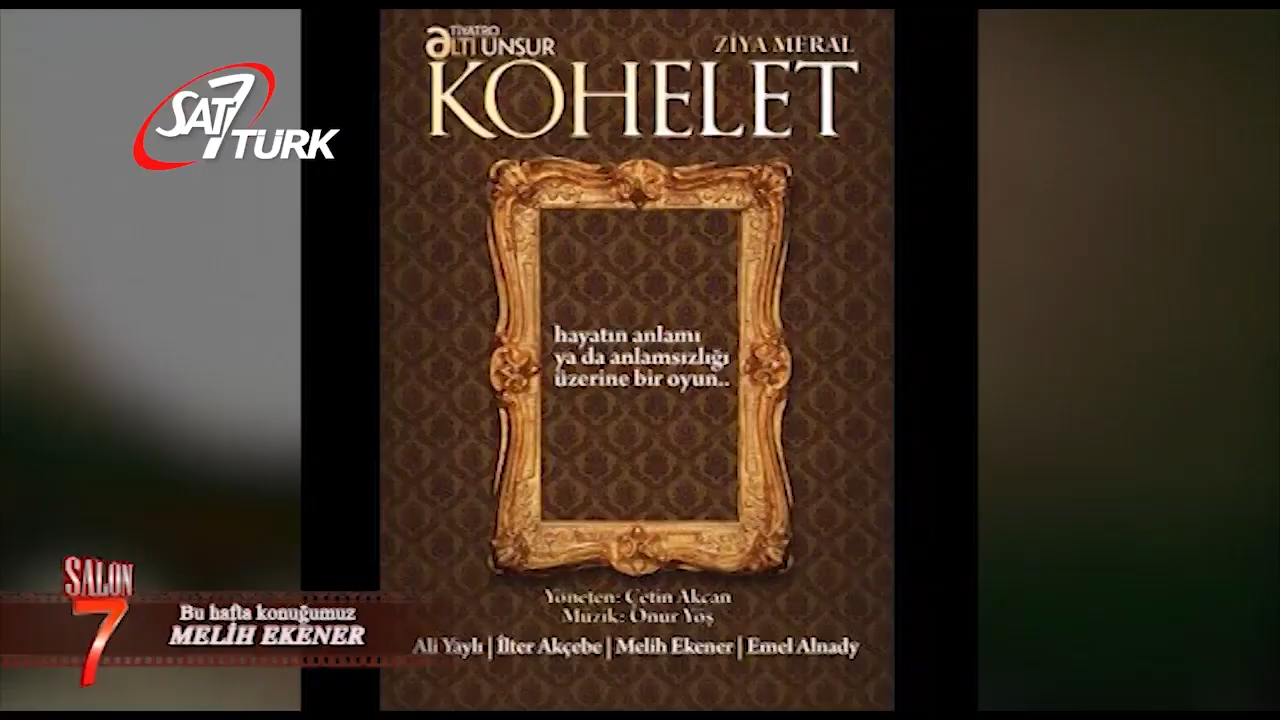 TİYATRO
ALTI UNSUR
ZİYA MERAL
KOHELET
SAT7 TÜRK
hayatın anlamı
ya da anlamsızlığı
üzerine bir oyun..
Yöneten: Çetin Akcan
Müzik: Onur Yoş
Ali Yaylı | İlter Akçebe | Melih Ekener | Emel Alnady
SALON
7
Bu hafta konuğumuz
MELİH EKENER